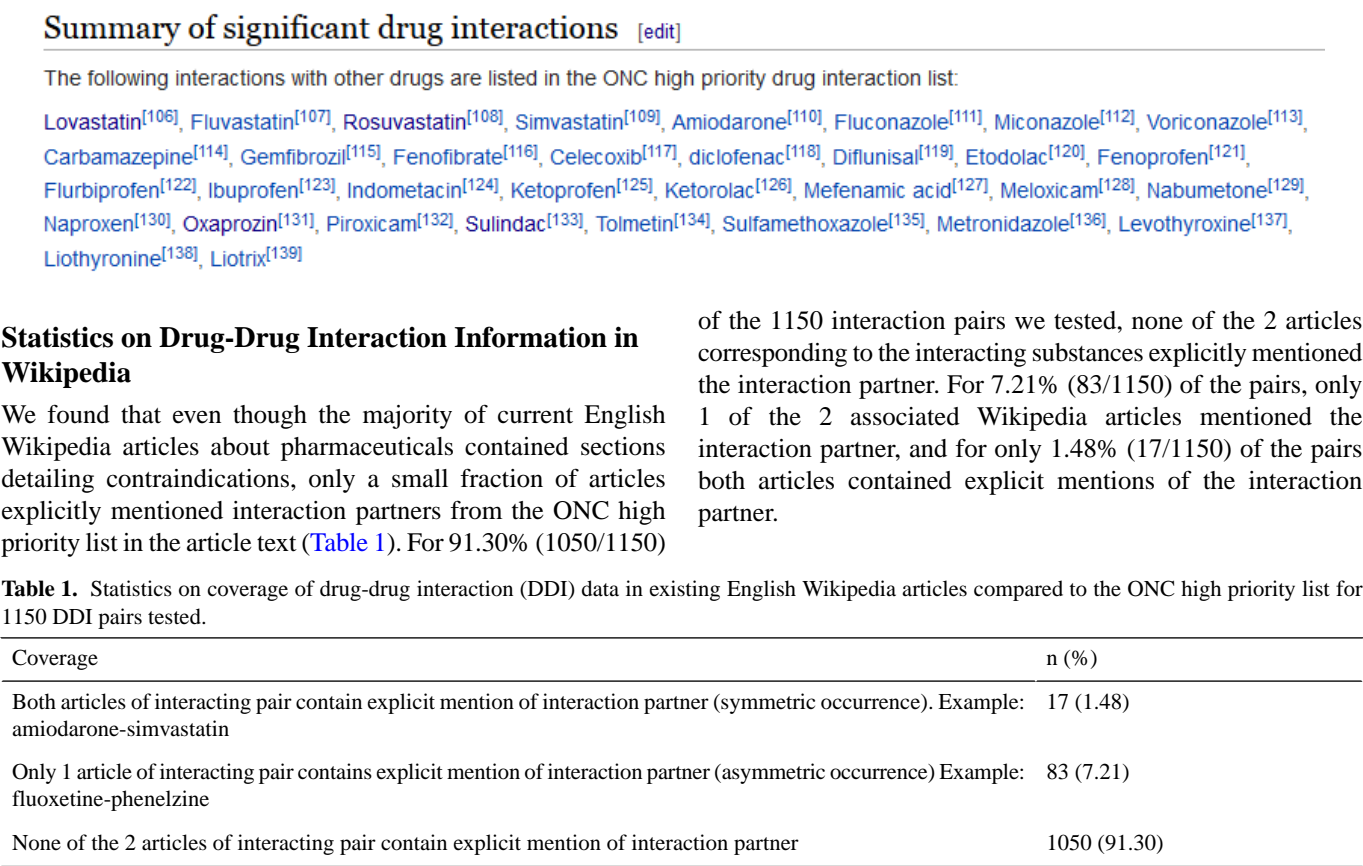 Summary of significant drug interactions [edit]
The following interactions with other drugs are listed in the ONC high priority drug interaction list:
Lovastatin[106], Fluvastatin[107], Rosuvastatin[108], Simvastatin[109], Amiodarone[110], Fluconazole[111], Miconazole[112], Voriconazole[113],
Carbamazepine[114], Gemfibrozil[115], Fenofibrate[116], Celecoxib[117], diclofenac[118], Diflunisal[119], Etodolac[120], Fenoprofen[121],
Flurbiprofen[122], Ibuprofen[123], Indometacin[124], Ketoprofen[125], Ketorolac[126], Mefenamic acid[127], Meloxicam[128], Nabumetone[129],
Naproxen[130], Oxaprozin[131], Piroxicam[132], Sulindac[133], Tolmetin[134], Sulfamethoxazole[135], Metronidazole[136], Levothyroxine[137],
Liothyronine[138], Liotrix[139]
Statistics on Drug-Drug Interaction Information in
Wikipedia
We found that even though the majority of current English
Wikipedia articles about pharmaceuticals contained sections
detailing contraindications, only a small fraction of articles
explicitly mentioned interaction partners from the ONC high
priority list in the article text (Table 1). For 91.30% (1050/1150)
of the 1150 interaction pairs we tested, none of the 2 articles
corresponding to the interacting substances explicitly mentioned
the interaction partner. For 7.21% (83/1150) of the pairs, only
1 of the 2 associated Wikipedia articles mentioned the
interaction partner, and for only 1.48% (17/1150) of the pairs
both articles contained explicit mentions of the interaction
partner.
Table 1. Statistics on coverage of drug-drug interaction (DDI) data in existing English Wikipedia articles compared to the ONC high priority list for
1150 DDI pairs tested.
Coverage n (%)
Both articles of interacting pair contain explicit mention of interaction partner (symmetric occurrence). Example: 17 (1.48)
amiodarone-simvastatin
Only 1 article of interacting pair contains explicit mention of interaction partner (asymmetric occurrence) Example: 83 (7.21)
fluoxetine-phenelzine
None of the 2 articles of interacting pair contain explicit mention of interaction partner 1050 (91.30)